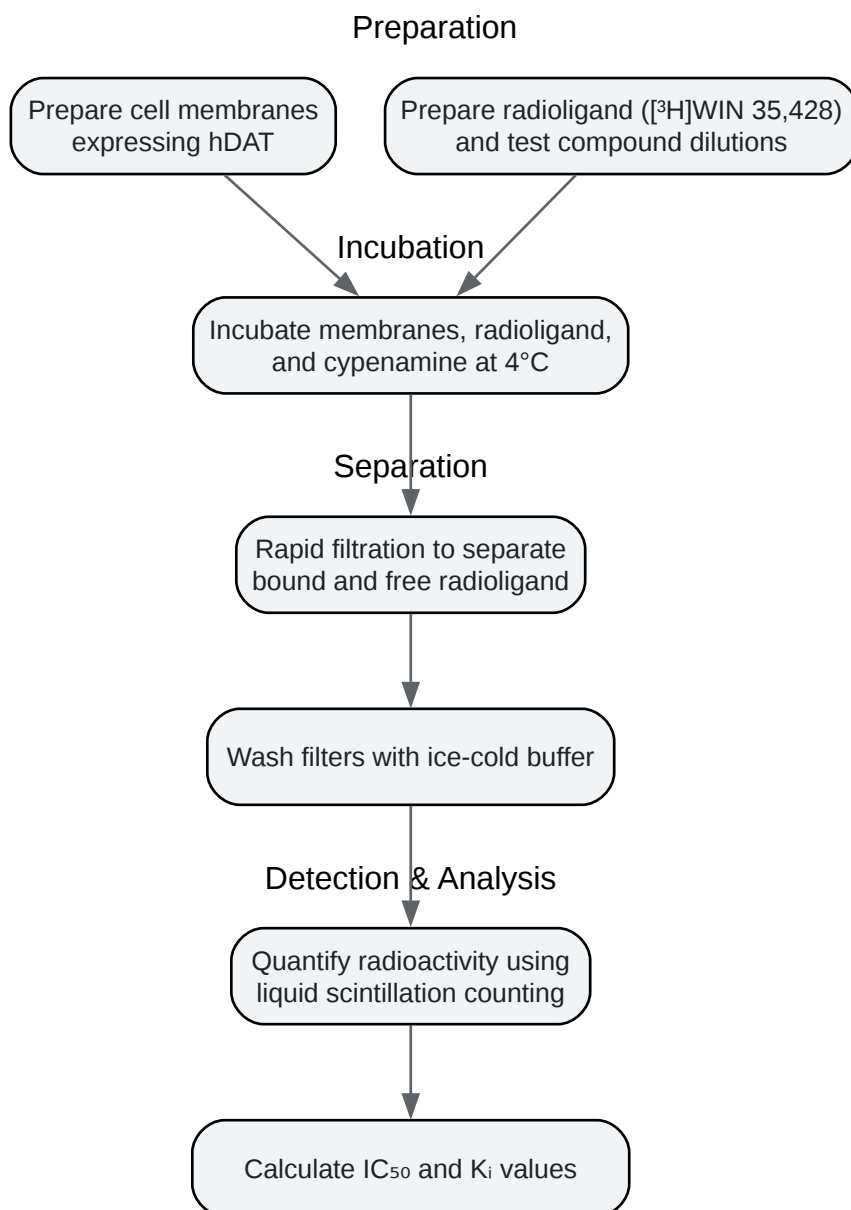 Preparation
Prepare cell membranes
expressing hDAT
Prepare radioligand ([³H]WIN 35,428)
and test compound dilutions
Incubation
Incubate membranes, radioligand,
and cypenamine at 4°C
Separation
Rapid filtration to separate
bound and free radioligand
Wash filters with ice-cold buffer
Detection & Analysis
Quantify radioactivity using
liquid scintillation counting
Calculate IC₅₀ and Kᵢ values